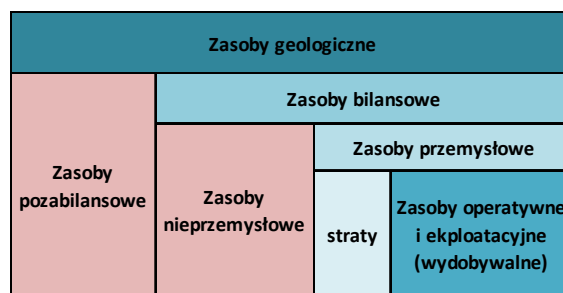 Zasoby geologiczne
Zasoby bilansowe
Zasoby
pozabilansowe
Zasoby
nieprzemysłowe
Zasoby przemysłowe
straty
Zasoby operatywne
i ekploatacyjne
(wydobywalne)